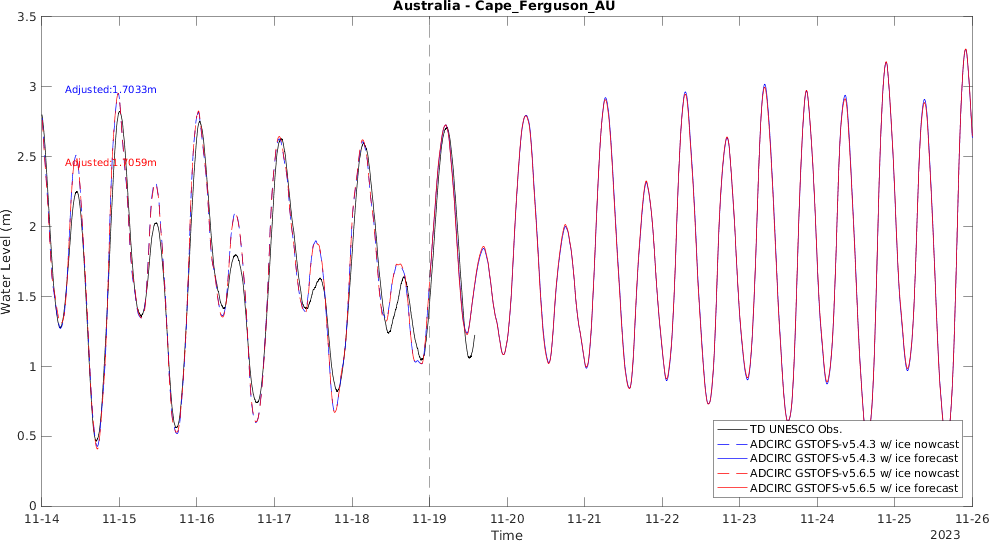 Australia - Cape_Ferguson_AU
3.5
3
2.5
2
1.5
1
0.5
0
Water Level (m)
Adjusted:1.7033m
Adjusted:1.7059m
TD UNESCO Obs.
ADCIRC GSTOFS-v5.4.3 w/ ice nowcast
ADCIRC GSTOFS-v5.4.3 w/ ice forecast
ADCIRC GSTOFS-v5.6.5 w/ ice nowcast
ADCIRC GSTOFS-v5.6.5 w/ ice forecast
11-14 11-15 11-16 11-17 11-18 11-19 11-20 11-21 11-22 11-23 11-24 11-25 11-26
Time
2023